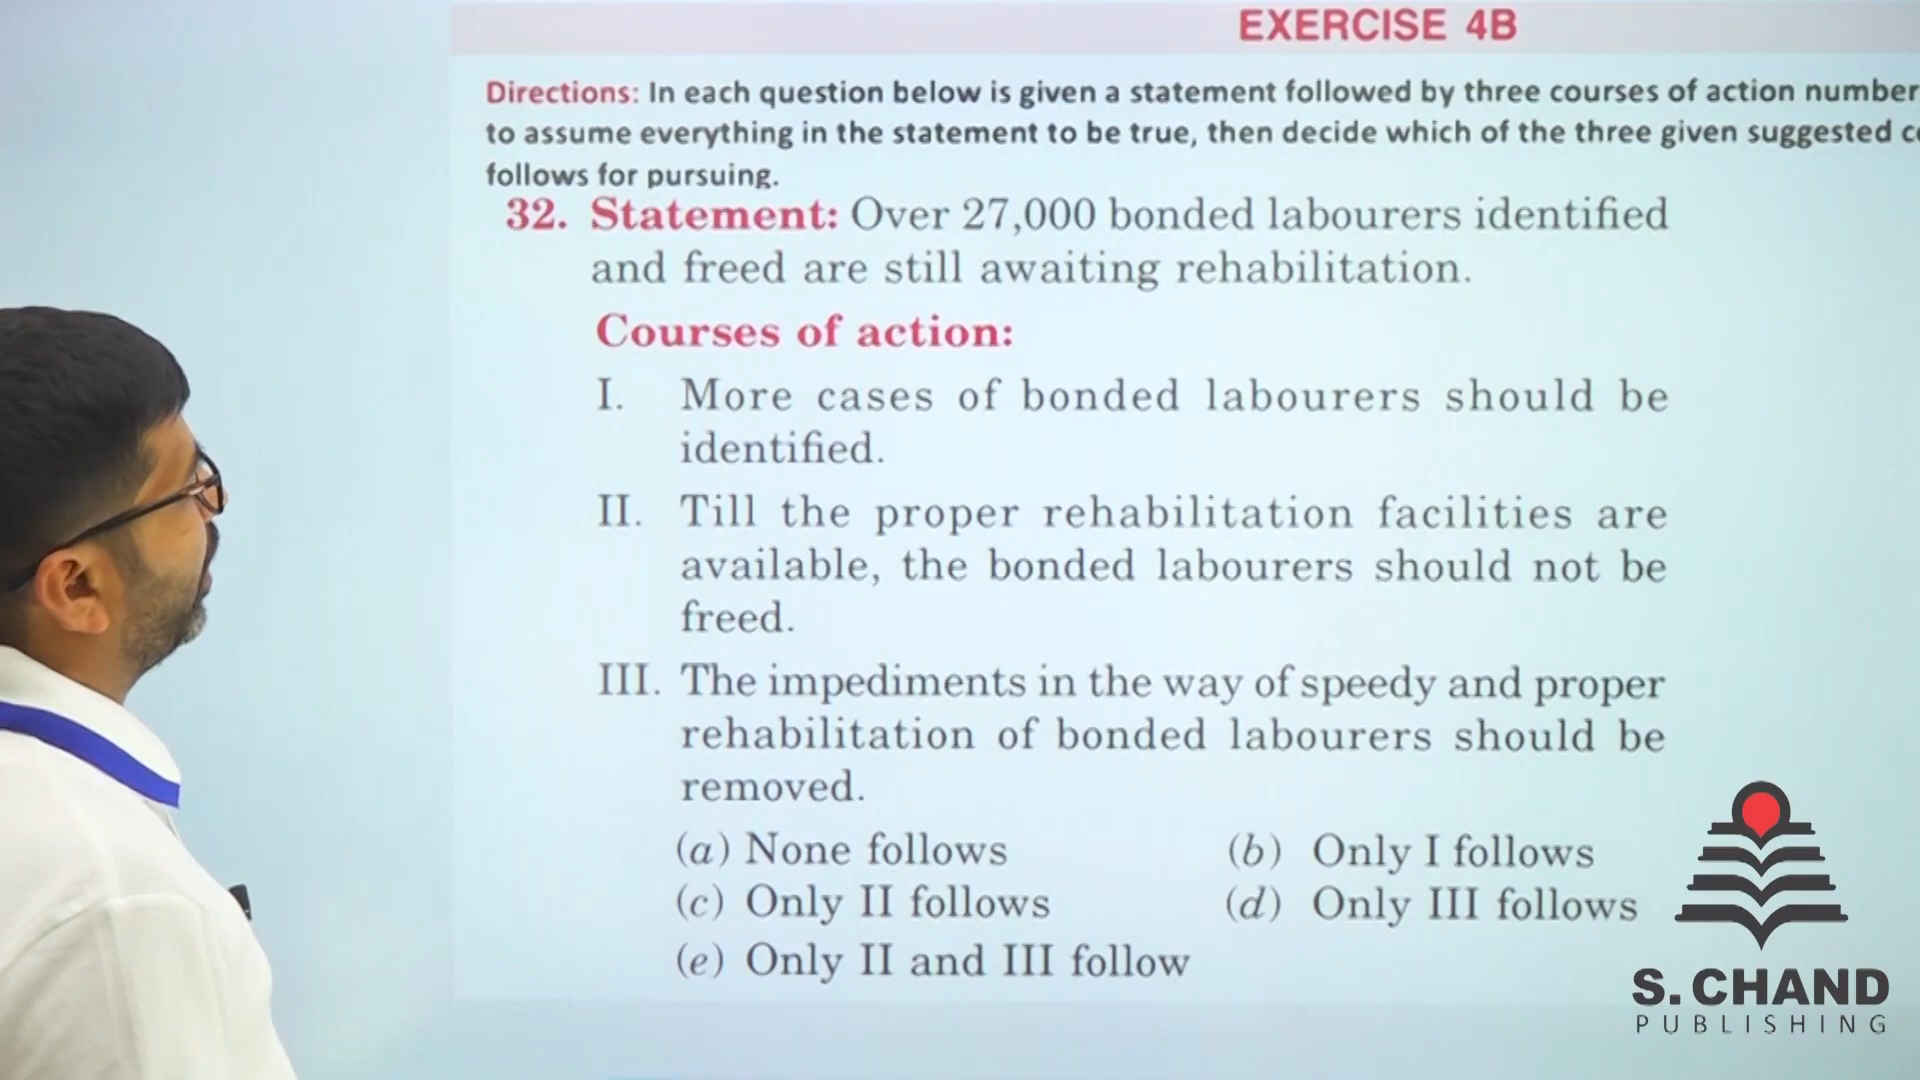 EXERCISE 4B
Directions: In each question below is given a statement followed by three courses of action number
to assume everything in the statement to be true, then decide which of the three given suggested
follows for pursuing.
32. Statement: Over 27,000 bonded labourers identified
and freed are still awaiting rehabilitation.
Courses of action:
I. More cases of bonded labourers should be
identified.
II. Till the proper rehabilitation facilities are
available, the bonded labourers should not be
freed.
III. The impediments in the way of speedy and proper
rehabilitation of bonded labourers should be
removed.
(a) None follows (b) Only I follows
(c) Only II follows (d) Only III follows
(e) Only II and III follow
S. CHAND
PUBLISHING